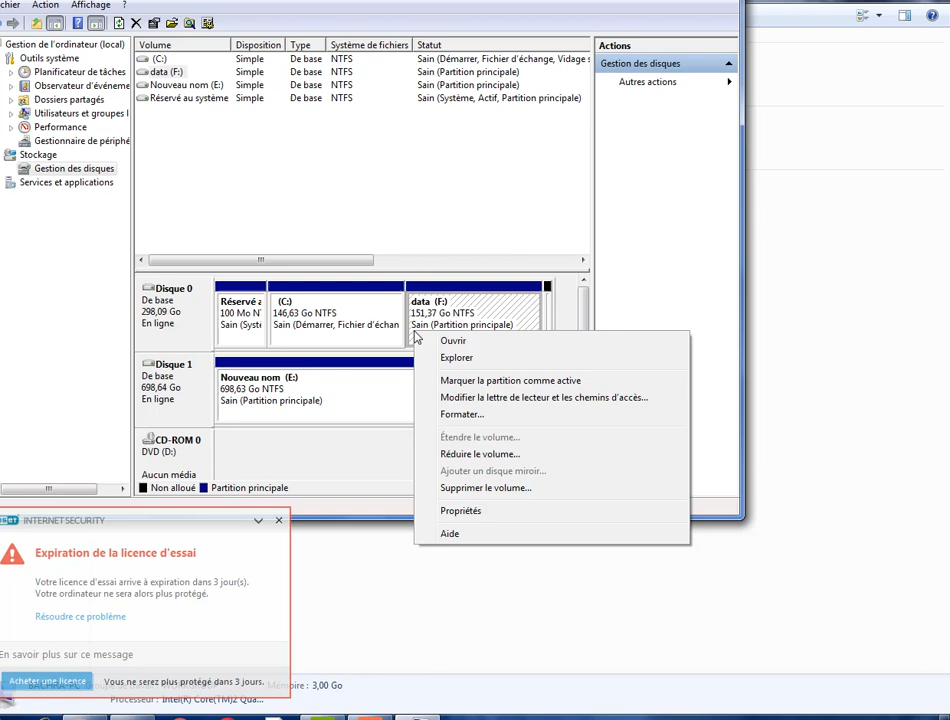 chier Action Affichage ?
Gestion de l'ordinateur (local)
Outils système
Planificateur de tâches
Observateur d'événeme
Dossiers partagés
Utilisateurs et groupes l
Performance
Gestionnaire de périphé
Stockage
Gestion des disques
Services et applications
Volume Disposition Type Système de fichiers Statut
(C:) Simple De base NTFS Sain (Démarrer, Fichier d'échange, Vidage s
data (F:) Simple De base NTFS Sain (Partition principale)
Nouveau nom (E:) Simple De base NTFS Sain (Partition principale)
Réservé au système Simple De base NTFS Sain (Système, Actif, Partition principale)
Actions
Gestion des disques
Autres actions
Disque 0
De base
298,09 Go
En ligne
Réservé a
100 Mo N
Sain (Syst
(C:)
146,63 Go NTFS
Sain (Démarrer, Fichier d'échan
data (F:)
151,37 Go NTFS
Sain (Partition principale)
Disque 1
De base
698,64 Go
En ligne
Nouveau nom (E:)
698,63 Go NTFS
Sain (Partition principale)
CD-ROM 0
DVD (D:)
Aucun média
Non alloué Partition principale
Ouvrir
Explorer
Marquer la partition comme active
Modifier la lettre de lecteur et les chemins d'accès...
Formater...
Étendre le volume...
Réduire le volume...
Ajouter un disque miroir...
Supprimer le volume...
Propriétés
Aide
eset INTERNET SECURITY
Expiration de la licence d'essai
Votre licence d'essai arrive à expiration dans 3 jour(s).
Votre ordinateur ne sera alors plus protégé.
Résoudre ce problème
En savoir plus sur ce message
Acheter une licence Vous ne serez plus protégé dans 3 jours.
Mémoire : 3,00 Go
Processeur : Intel(R) Core(TM)2 Qua...